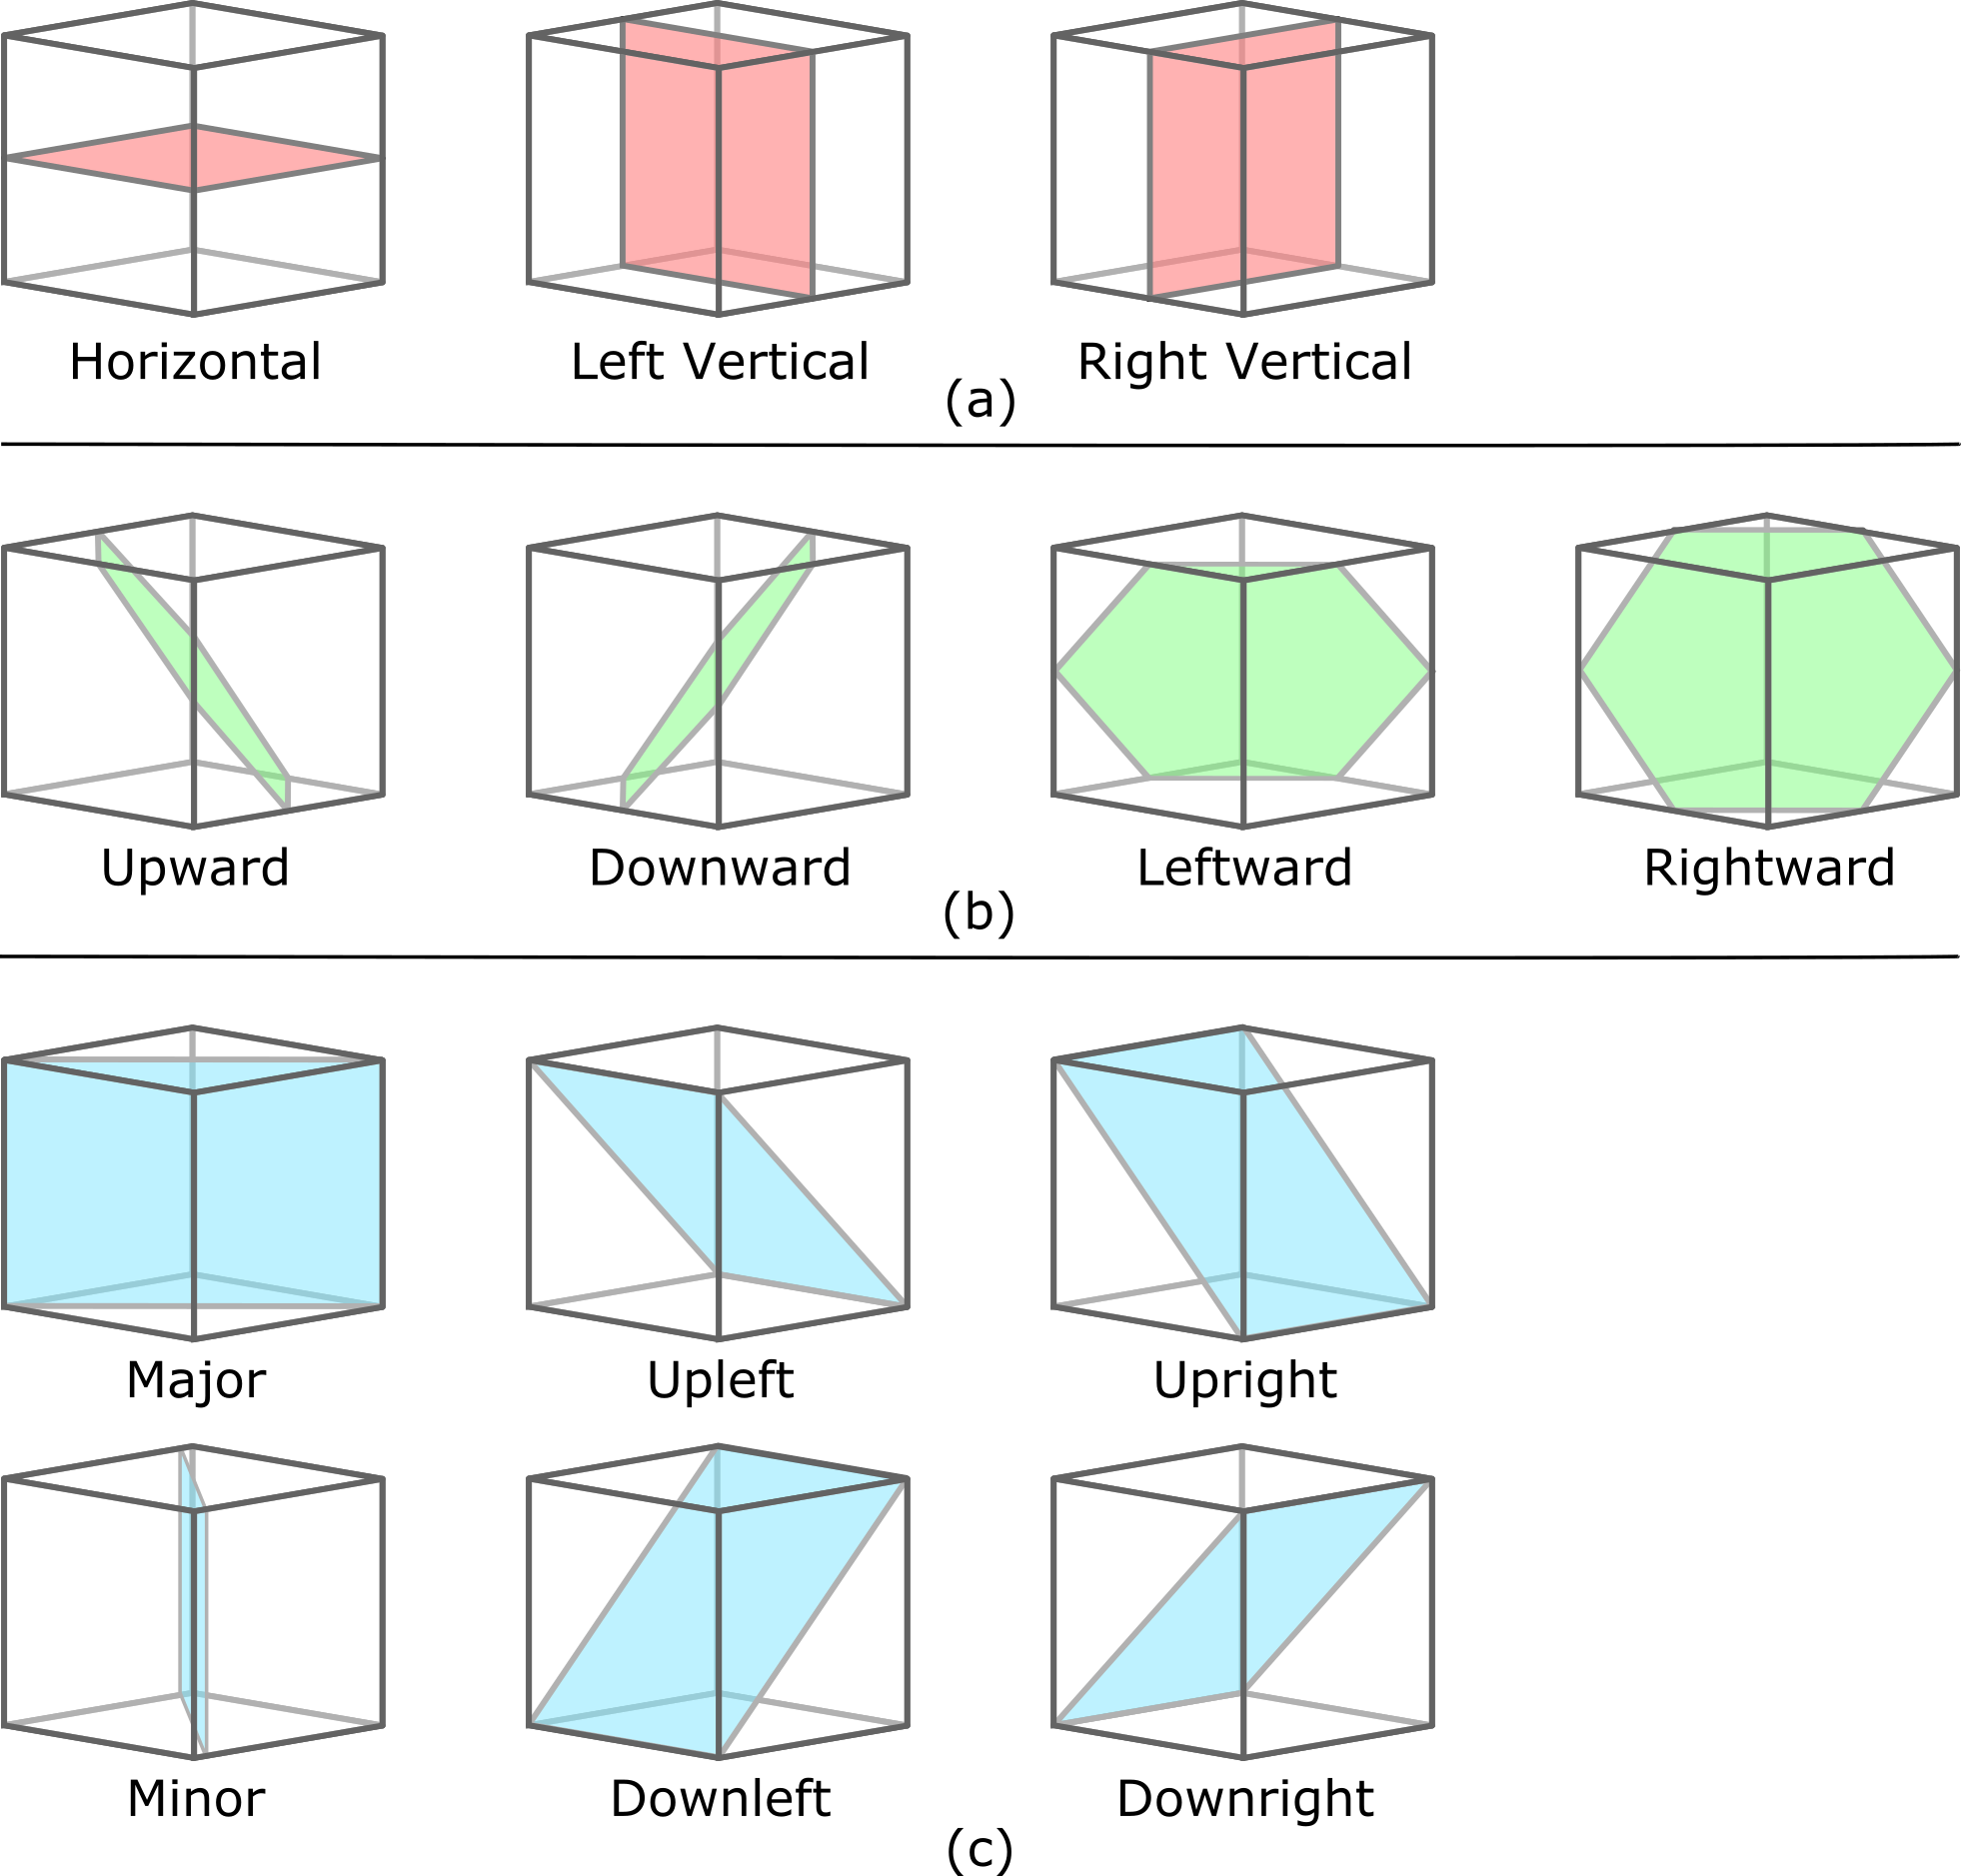 Horizontal
Left Vertical
Right Vertical
(a)
Upward
Downward
Leftward
Rightward
(b)
Major
Upleft
Upright
Minor
Downleft
Downright
(c)